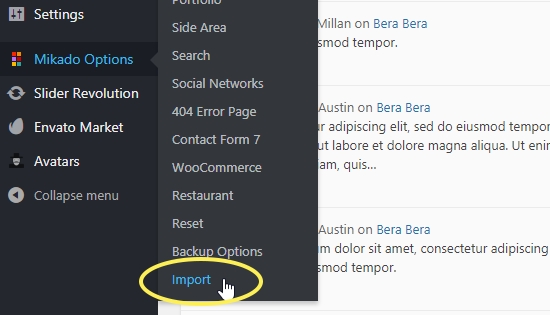 Settings
Mikado Options
Slider Revolution
Envato Market
Avatars
Collapse menu
Portfolio
Side Area
Search
Social Networks
404 Error Page
Contact Form 7
WooCommerce
Restaurant
Reset
Backup Options
Import
Millan on Bera Bera
smod tempor.
Austin on Bera Bera
ur adipiscing elit, sed do eiusmod tempor
ut labore et dolore magna aliqua. Ut enim
iam, quis...
Austin on Bera Bera
m dolor sit amet, consectetur adipiscing
smod tempor.